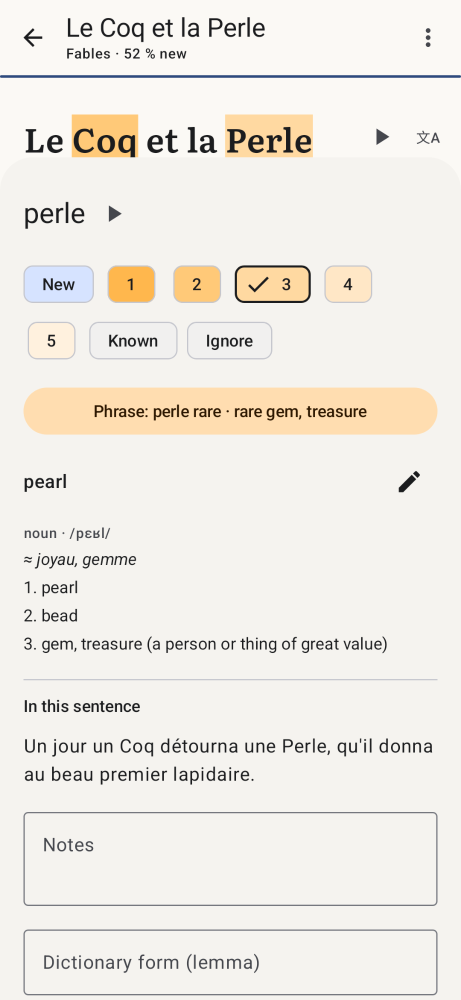 Le Coq et la Perle
Fables · 52 % new
Le Coq et la Perle
文A
perle
New
1
2
3
4
5
Known
Ignore
Phrase: perle rare · rare gem, treasure
pearl
noun · /pɛʁl/
≈ joyau, gemme
1. pearl
2. bead
3. gem, treasure (a person or thing of great value)
In this sentence
Un jour un Coq détourna une Perle, qu'il donna
au beau premier lapidaire.
Notes
Dictionary form (lemma)